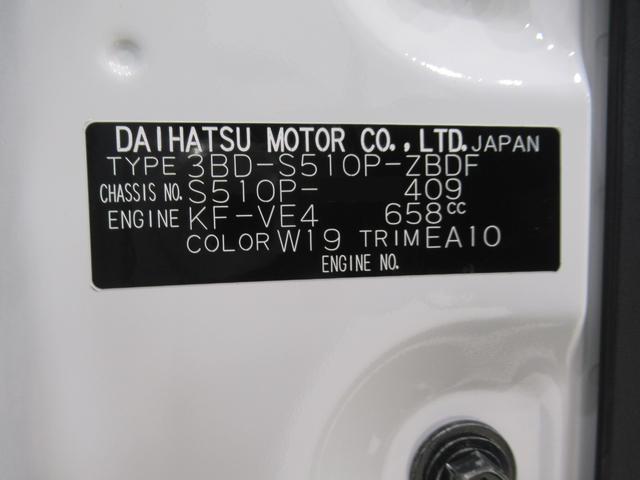 DAIHATSU MOTOR CO.,LTD. JAPAN
TYPE 3BD-S510P-ZBDF
CHASSIS NO. S510P- 409
ENGINE KF-VE4 658cc
COLOR W19 TRIM EA10
ENGINE NO.